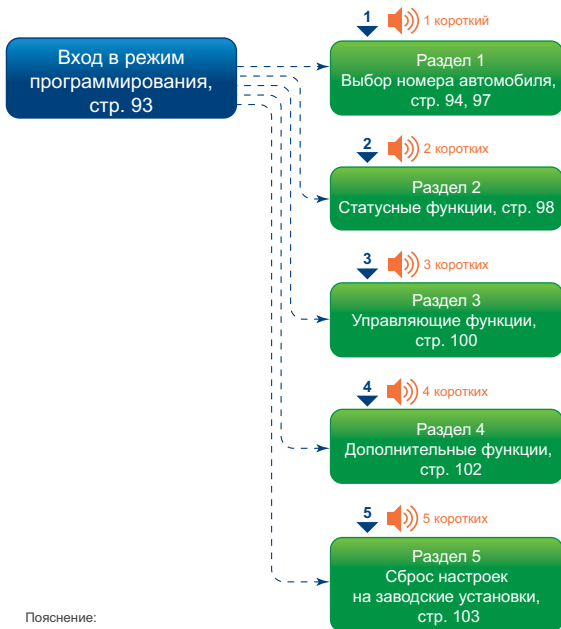 Вход в режим
программирования,
стр. 93
1 1 короткий
Раздел 1
Выбор номера автомобиля,
стр. 94, 97
2 2 коротких
Раздел 2
Статусные функции, стр. 98
3 3 коротких
Раздел 3
Управляющие функции,
стр. 100
4 4 коротких
Раздел 4
Дополнительные функции,
стр. 102
5 5 коротких
Раздел 5
Сброс настроек
на заводские установки,
стр. 103
Пояснение: